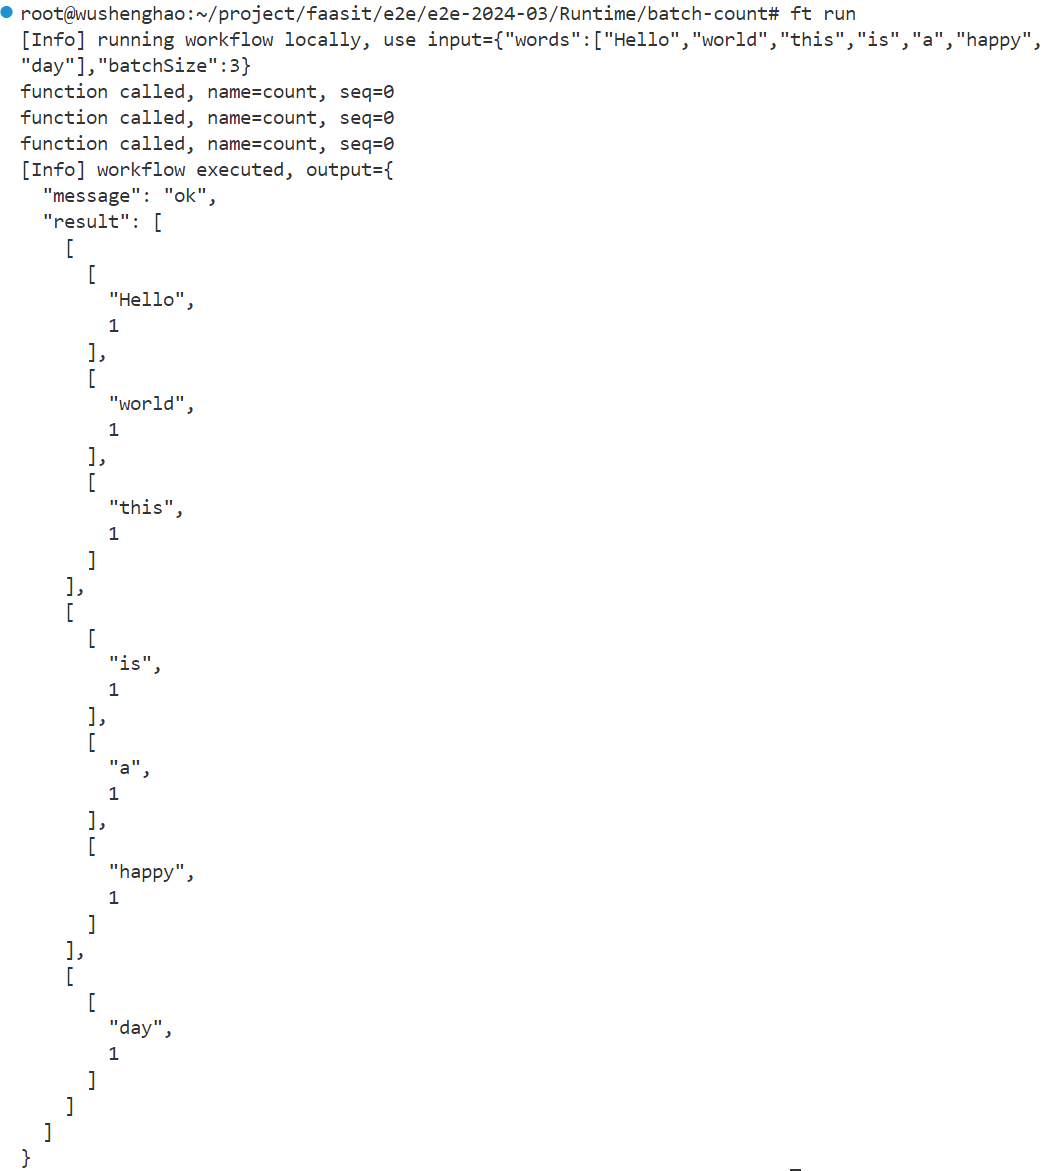 root@wushenghao:~/project/faasit/e2e/e2e-2024-03/Runtime/batch-count# ft run
[Info] running workflow locally, use input={"words":["Hello","world","this","is","a","happy",
"day"],"batchSize":3}
function called, name=count, seq=0
function called, name=count, seq=0
function called, name=count, seq=0
[Info] workflow executed, output={
  "message": "ok",
  "result": [
    [
      [
        "Hello",
        1
      ],
      [
        "world",
        1
      ],
      [
        "this",
        1
      ]
    ],
    [
      [
        "is",
        1
      ],
      [
        "a",
        1
      ],
      [
        "happy",
        1
      ]
    ],
    [
      [
        "day",
        1
      ]
    ]
  ]
}